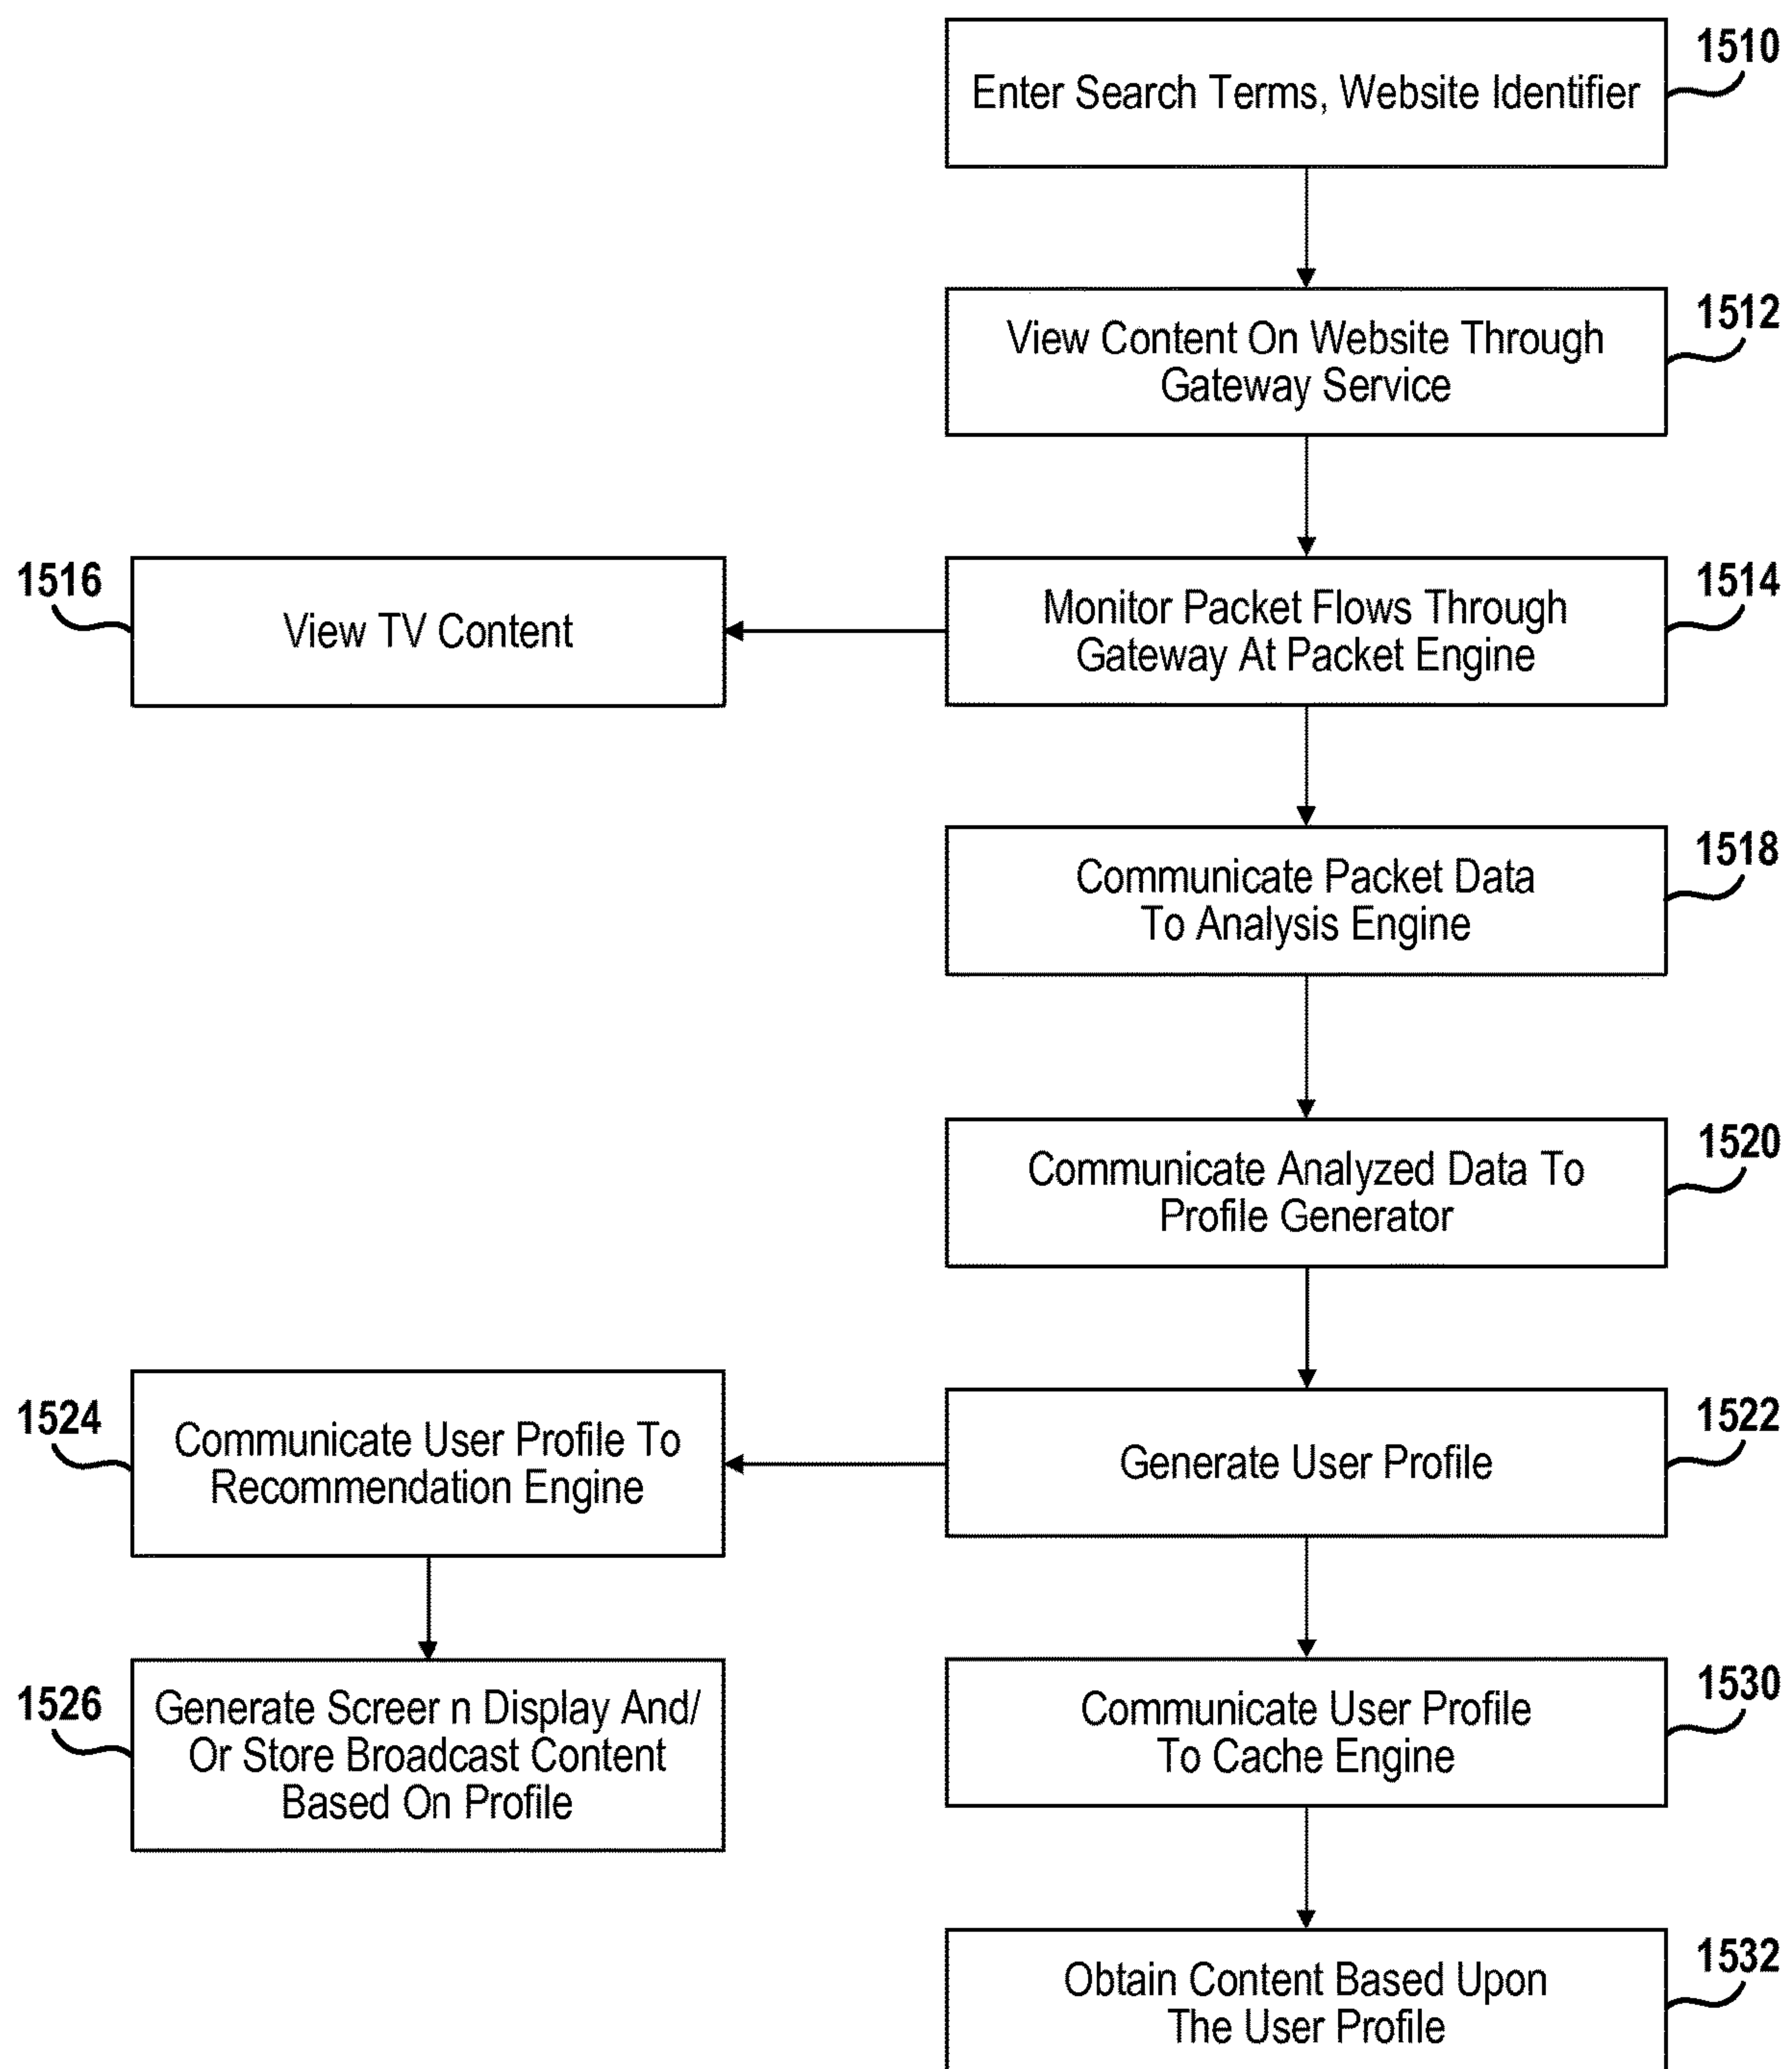 1510
Enter Search Terms, Website Identifier
1512
View Content On Website Through
Gateway Service
1516
View TV Content
1514
Monitor Packet Flows Through
Gateway At Packet Engine
1518
Communicate Packet Data
To Analysis Engine
1520
Communicate Analyzed Data To
Profile Generator
1524
Communicate User Profile To
Recommendation Engine
1522
Generate User Profile
1526
Generate Screer n Display And/
Or Store Broadcast Content
Based On Profile
1530
Communicate User Profile
To Cache Engine
1532
Obtain Content Based Upon
The User Profile